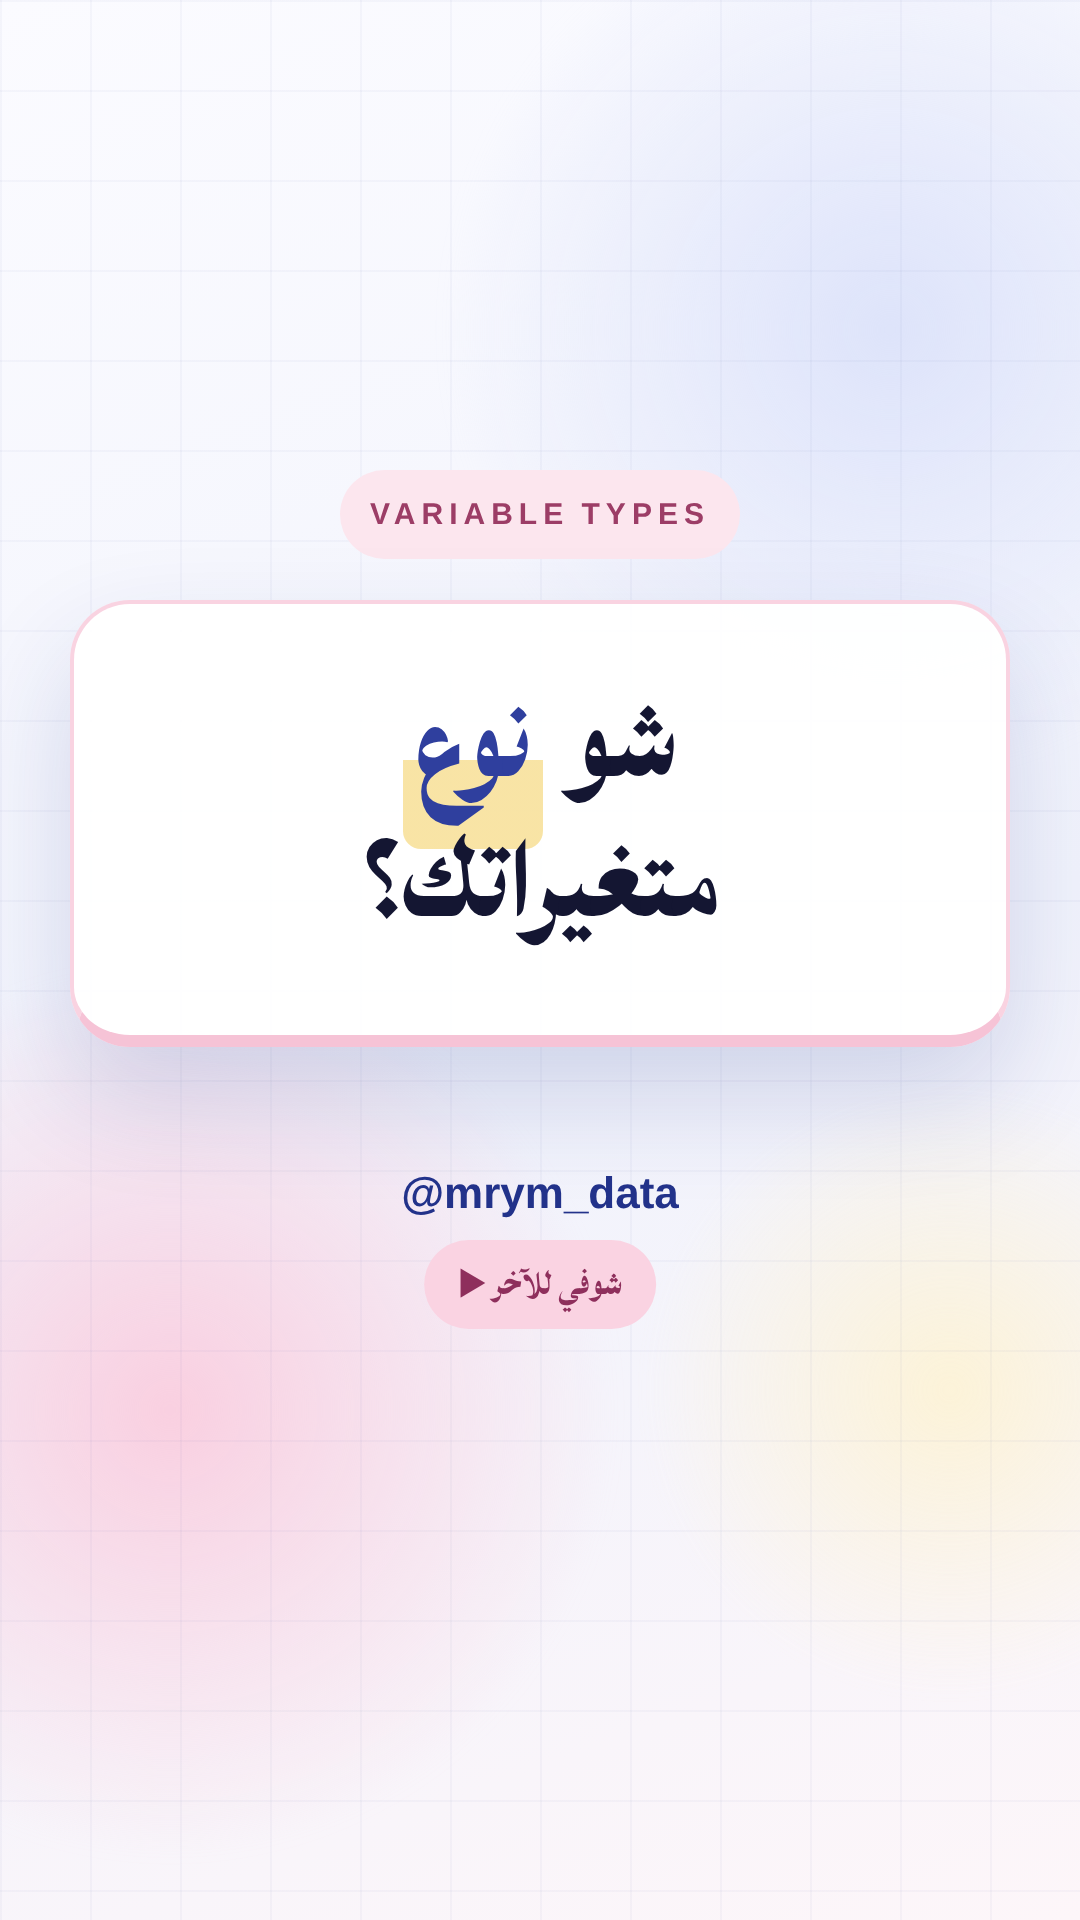 VARIABLE TYPES
شو نوع
متغيراتك؟
@mrym_data
شوفي للآخر ▶